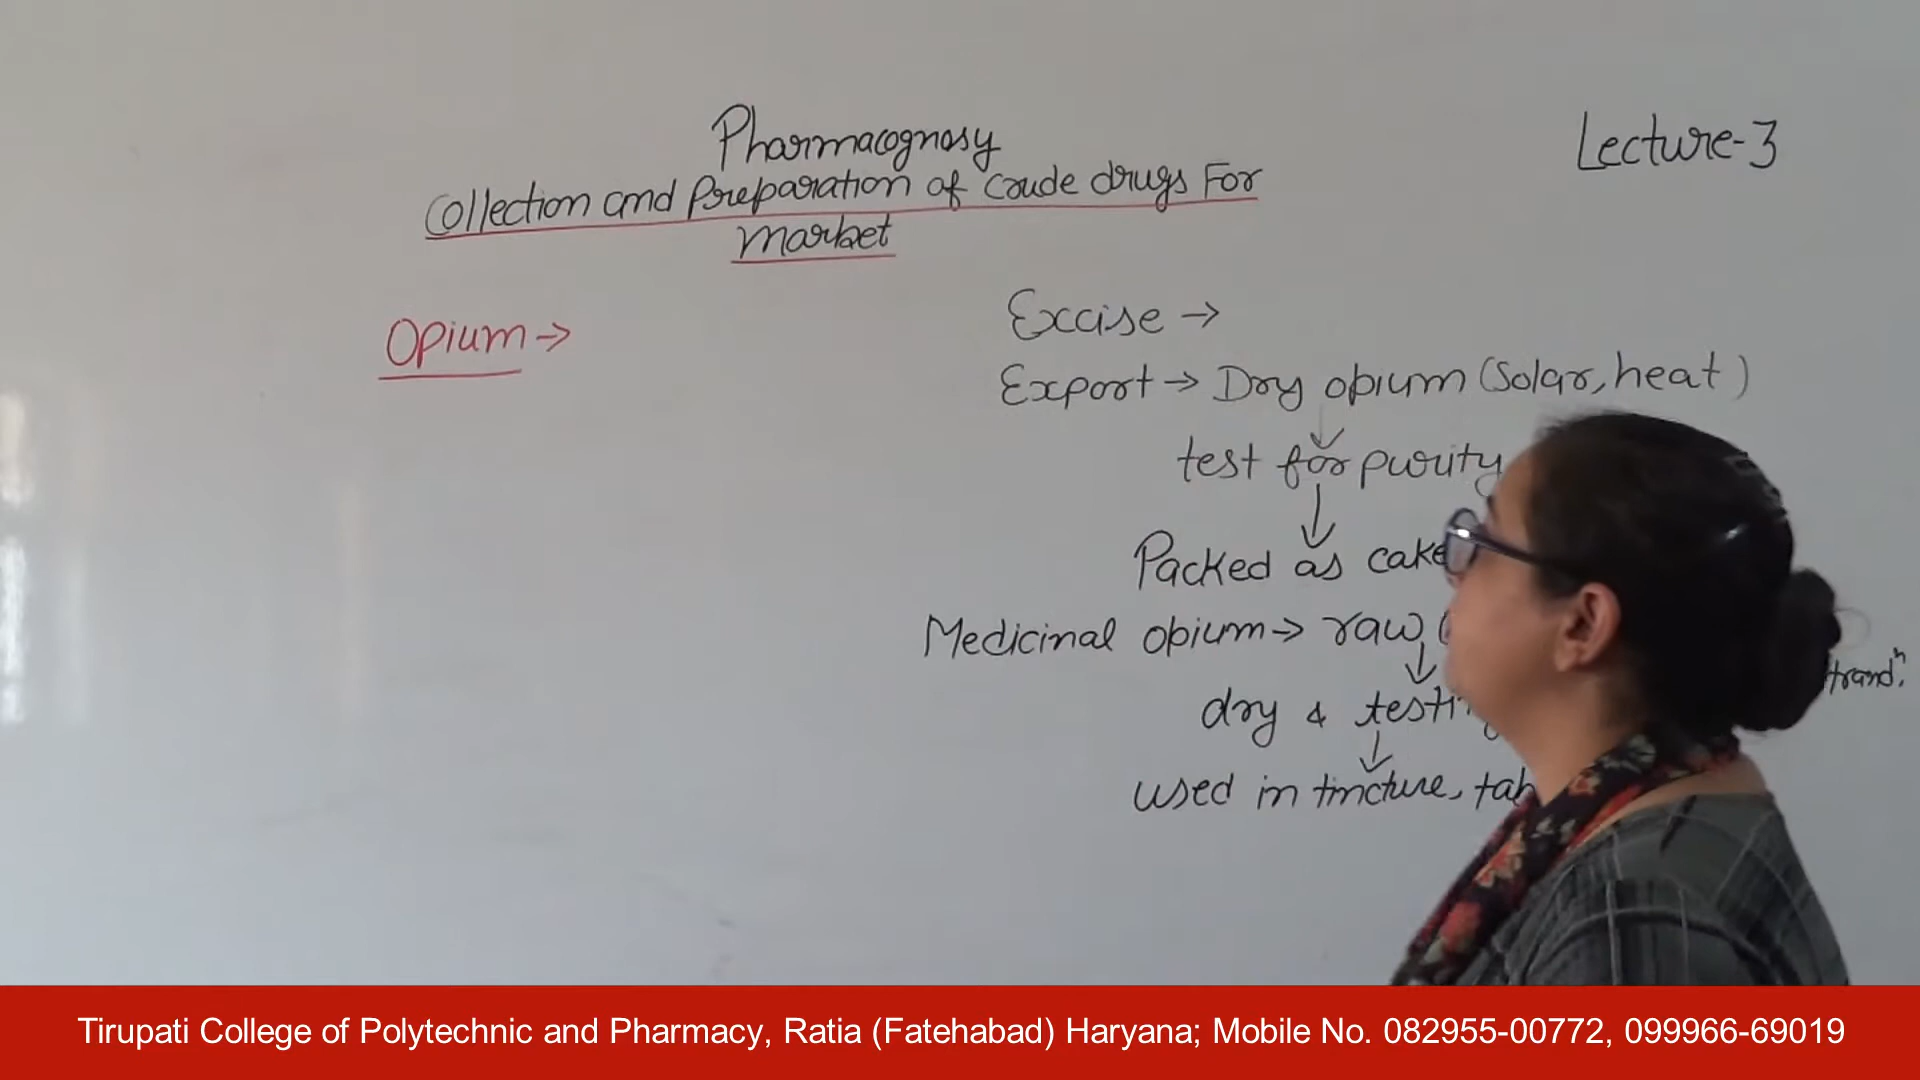 Pharmacognosy
Lecture-3
Collection and Preparation of Crude drugs For
market
Opium →
Excise →
Export → Dry opium (Solar, heat)
↓
test for purity
↓
Packed as cake
Medicinal opium → raw (
↓
dry & testi
↓
used in tincture, tab
Tirupati College of Polytechnic and Pharmacy, Ratia (Fatehabad) Haryana; Mobile No. 082955-00772, 099966-69019